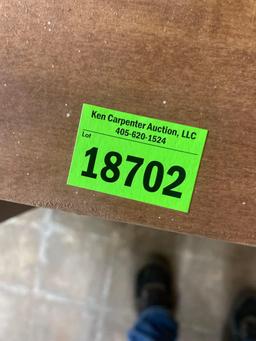 Ken Carpenter Auction, LLC
405-620-1524
Lot
18702